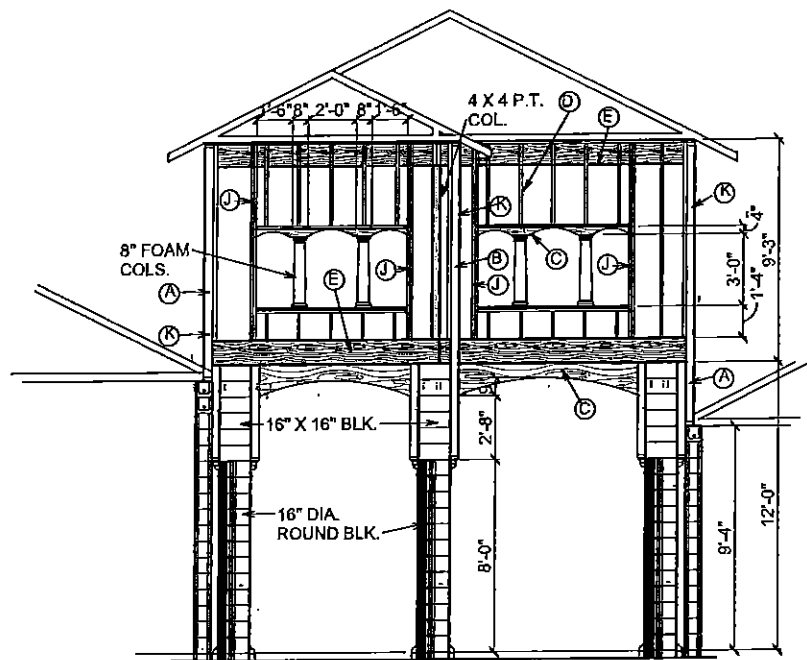 1'-6" 8" 2'-0" 8" 1'-6"
4 X 4 P.T.
COL.
D
E
J
K
K
4"
8" FOAM
COLS.
J
B
C
J
3'-0"
9'-3"
A
E
J
1'-4"
K
A
C
16" X 16" BLK.
2'-8"
16" DIA.
ROUND BLK.
8'-0"
9'-4"
12'-0"